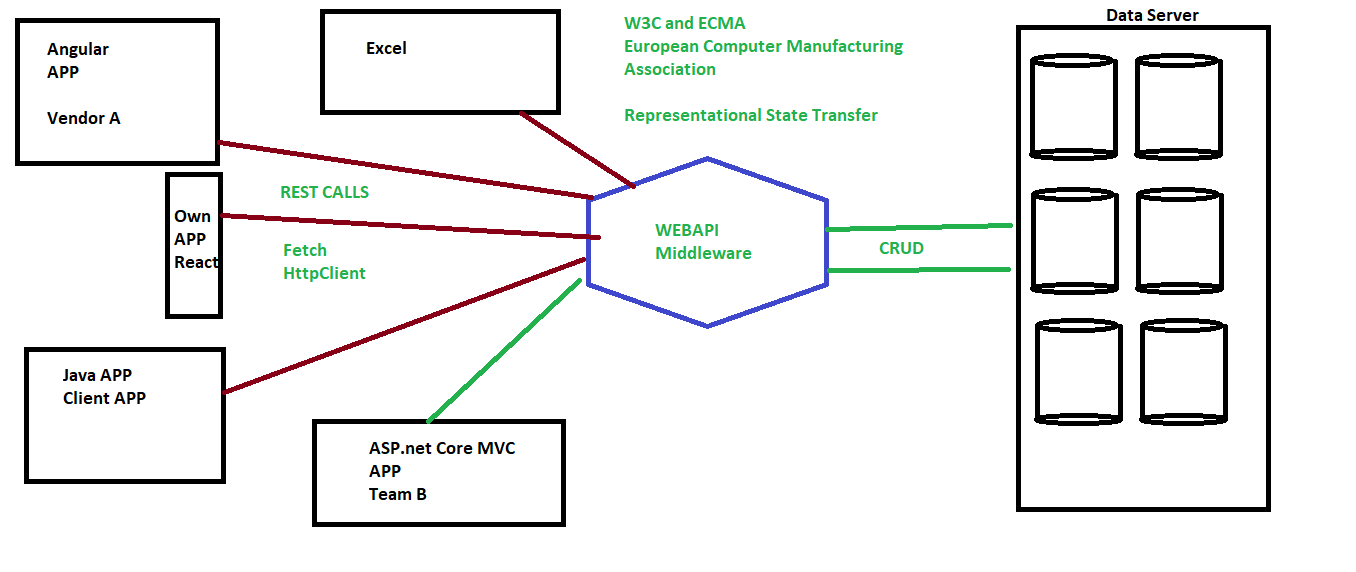 Angular
APP
Vendor A
Excel
W3C and ECMA
European Computer Manufacturing
Association
Representational State Transfer
Data Server
REST CALLS
Own
APP
React
Fetch
HttpClient
WEBAPI
Middleware
CRUD
Java APP
Client APP
ASP.net Core MVC
APP
Team B